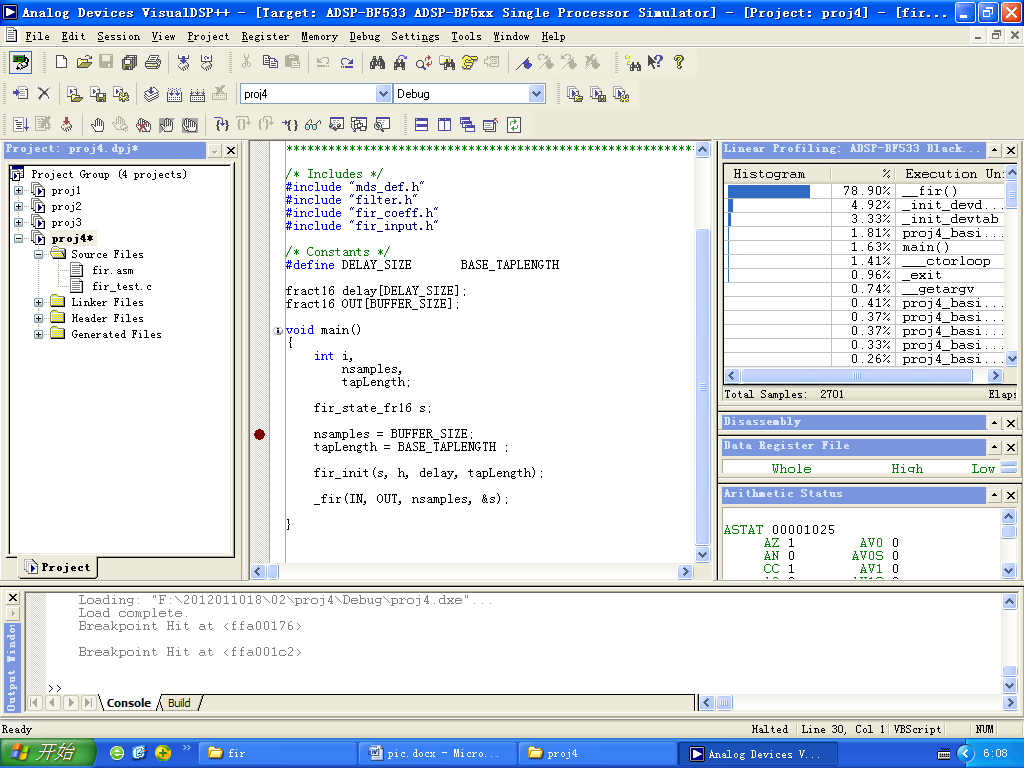 Analog Devices VisualDSP++ - [Target: ADSP-BF533 ADSP-BF5xx Single Processor Simulator] - [Project: proj4] - [fir...
File Edit Session View Project Register Memory Debug Settings Tools Window Help
proj4 Debug
Project: proj4.dpj*
Project Group (4 projects)
proj1
proj2
proj3
proj4*
Source Files
fir.asm
fir_test.c
Linker Files
Header Files
Generated Files
Project
/* Includes */
#include "mds_def.h"
#include "filter.h"
#include "fir_coeff.h"
#include "fir_input.h"
/* Constants */
#define DELAY_SIZE BASE_TAPLENGTH
fract16 delay[DELAY_SIZE];
fract16 OUT[BUFFER_SIZE];
void main()
{
int i,
nsamples,
tapLength;
fir_state_fr16 s;
nsamples = BUFFER_SIZE;
tapLength = BASE_TAPLENGTH ;
fir_init(s, h, delay, tapLength);
_fir(IN, OUT, nsamples, &s);
}
Linear Profiling: ADSP-BF533 Black...
Histogram % Execution Uni
78.90% __fir()
4.92% _init_devd...
3.33% _init_devtab
1.81% proj4_basi...
1.63% main()
1.41% ___ctorloop
0.96% _exit
0.74% __getargv
0.41% proj4_basi...
0.37% proj4_basi...
0.37% proj4_basi...
0.33% proj4_basi...
0.26% proj4_basi...
Total Samples: 2701 Elaps
Disassembly
Data Register File
Whole High Low
Arithmetic Status
ASTAT 00001025
AZ 1 AV0 0
AN 0 AV0S 0
CC 1 AV1 0
Output Window
Loading: "F:\2012011018\02\proj4\Debug\proj4.dxe"...
Load complete.
Breakpoint Hit at <ffa00176>
Breakpoint Hit at <ffa001c2>
>>
Console Build
Ready Halted Line 30, Col 1 VBScript NUM
开始 fir pic.docx - Micro... proj4 Analog Devices V... 6:08